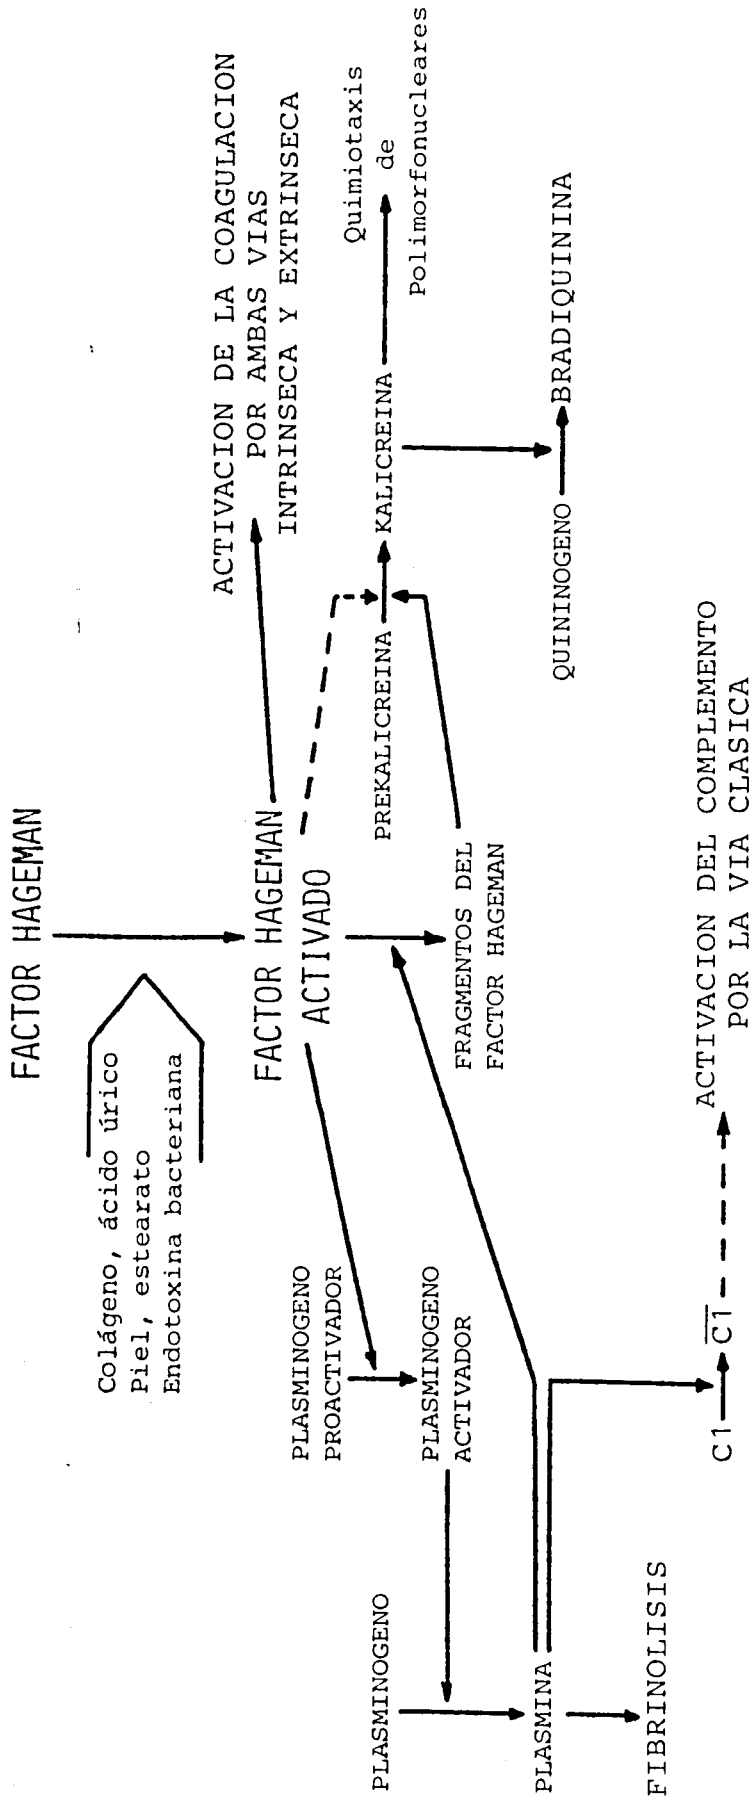 FACTOR HAGEMAN
Colágeno, ácido úrico
Piel, estearato
Endotoxina bacteriana
FACTOR HAGEMAN
ACTIVADO
ACTIVACION DE LA COAGULACION
POR AMBAS VIAS
INTRINSECA Y EXTRINSECA
PLASMINOGENO
PROACTIVADOR
PLASMINOGENO
ACTIVADOR
FRAGMENTOS DEL
FACTOR HAGEMAN
PREKALICREINA
KALICREINA
Quimiotaxis
de
Polimorfonucleares
PLASMINOGENO
PLASMINA
FIBRINOLISIS
QUININOGENO
BRADIQUININA
C1
C̅1̅
ACTIVACION DEL COMPLEMENTO
POR LA VIA CLASICA